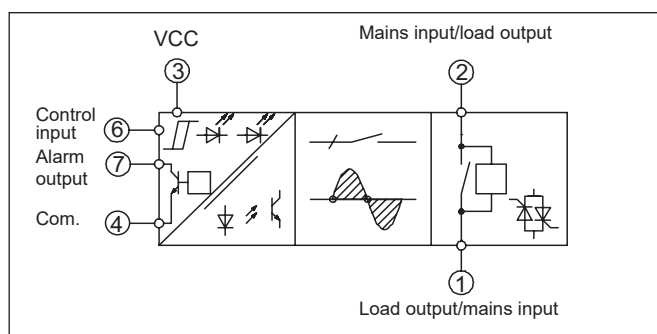 VCC
Mains input/load output
3
2
Control
input
6
Alarm
output
7
Com.
4
1
Load output/mains input